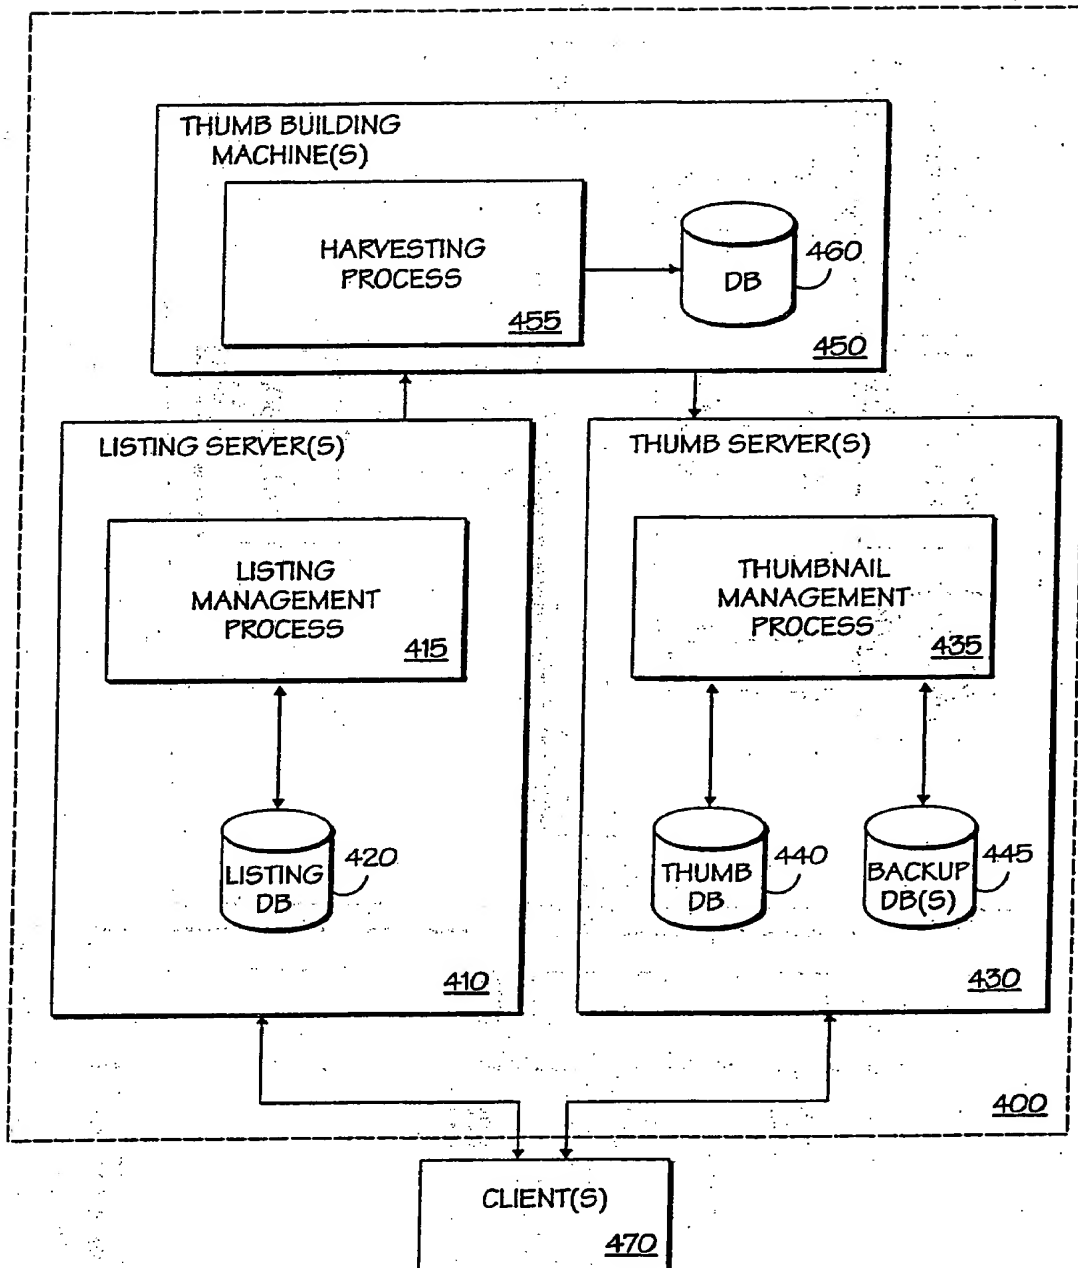 THUMB BUILDING
MACHINE(S)
HARVESTING
PROCESS
455
DB
460
450
LISTING SERVER(S)
LISTING
MANAGEMENT
PROCESS
415
LISTING
DB
420
410
THUMB SERVER(S)
THUMBNAIL
MANAGEMENT
PROCESS
435
THUMB
DB
440
BACKUP
DB(S)
445
430
400
CLIENT(S)
470